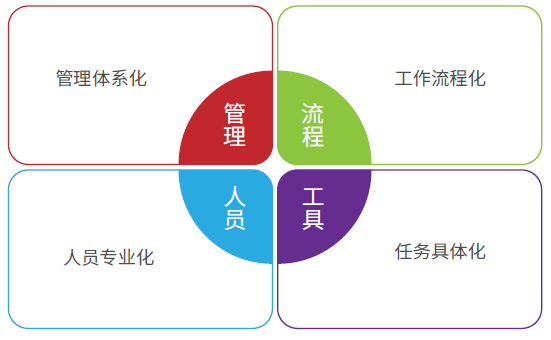 管理体系化
工作流程化
管理
流程
人员
工具
人员专业化
任务具体化